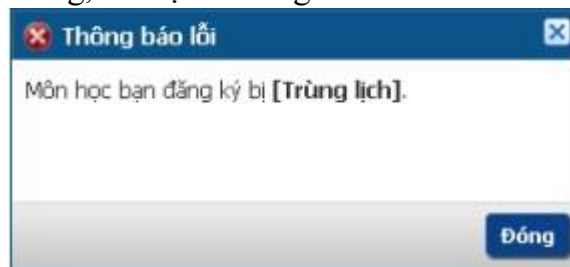 Thông báo lỗi
Môn học bạn đăng ký bị [Trùng lịch].
Đóng